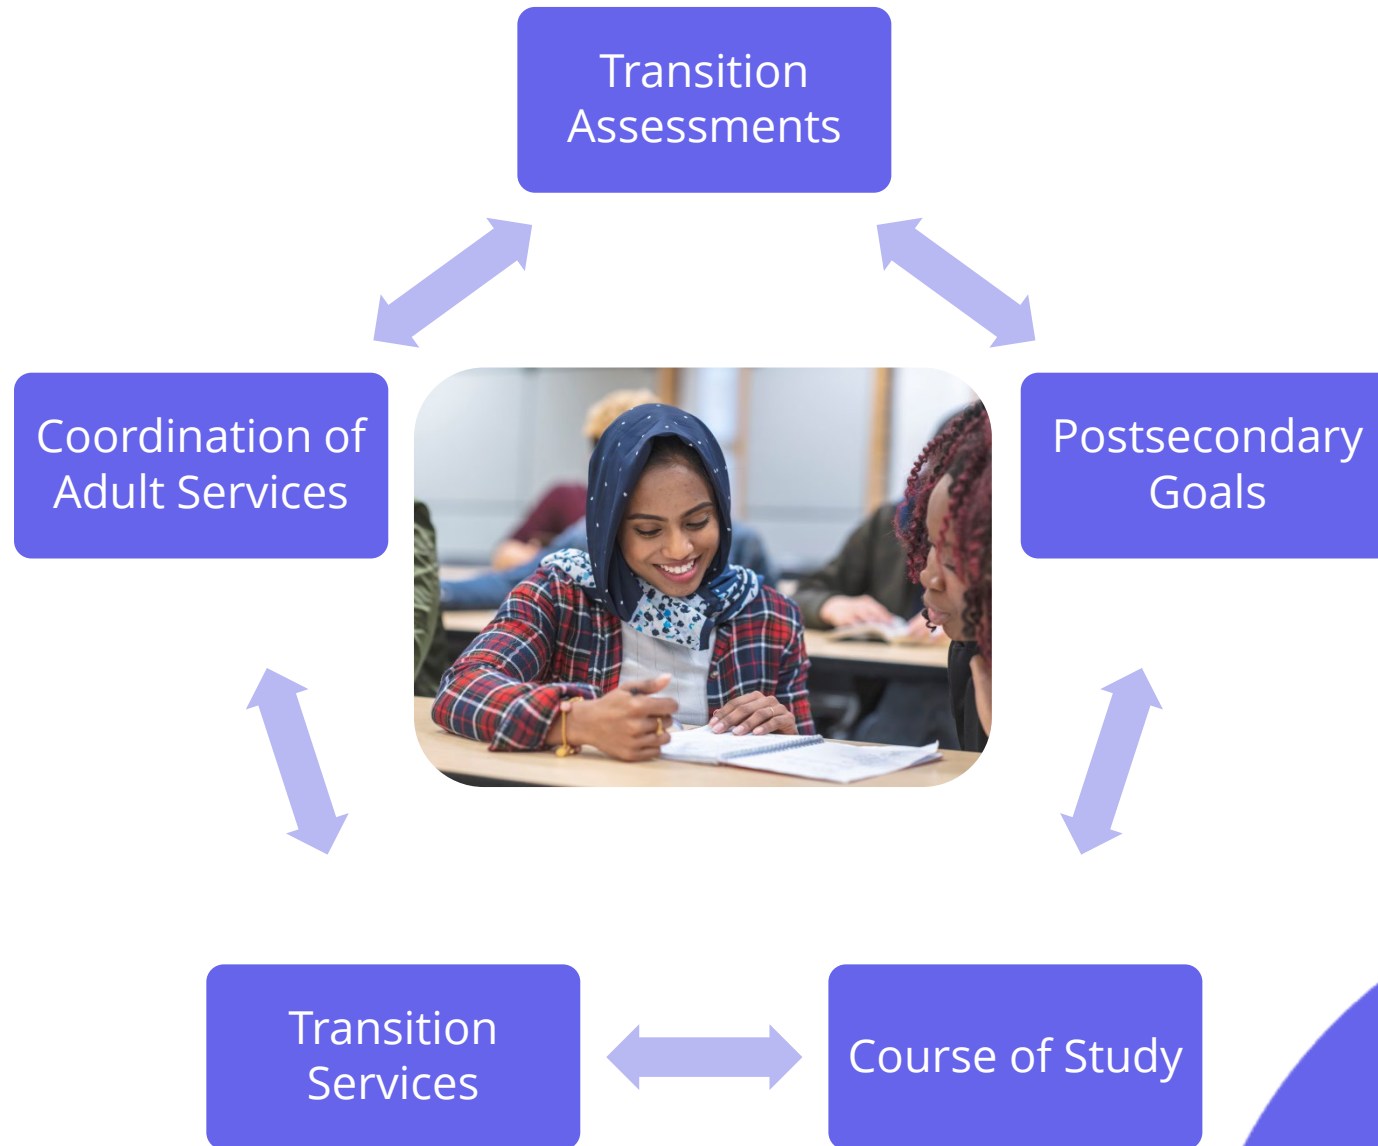 Transition
Assessments
Coordination of
Adult Services
Postsecondary
Goals
Transition
Services
Course of Study